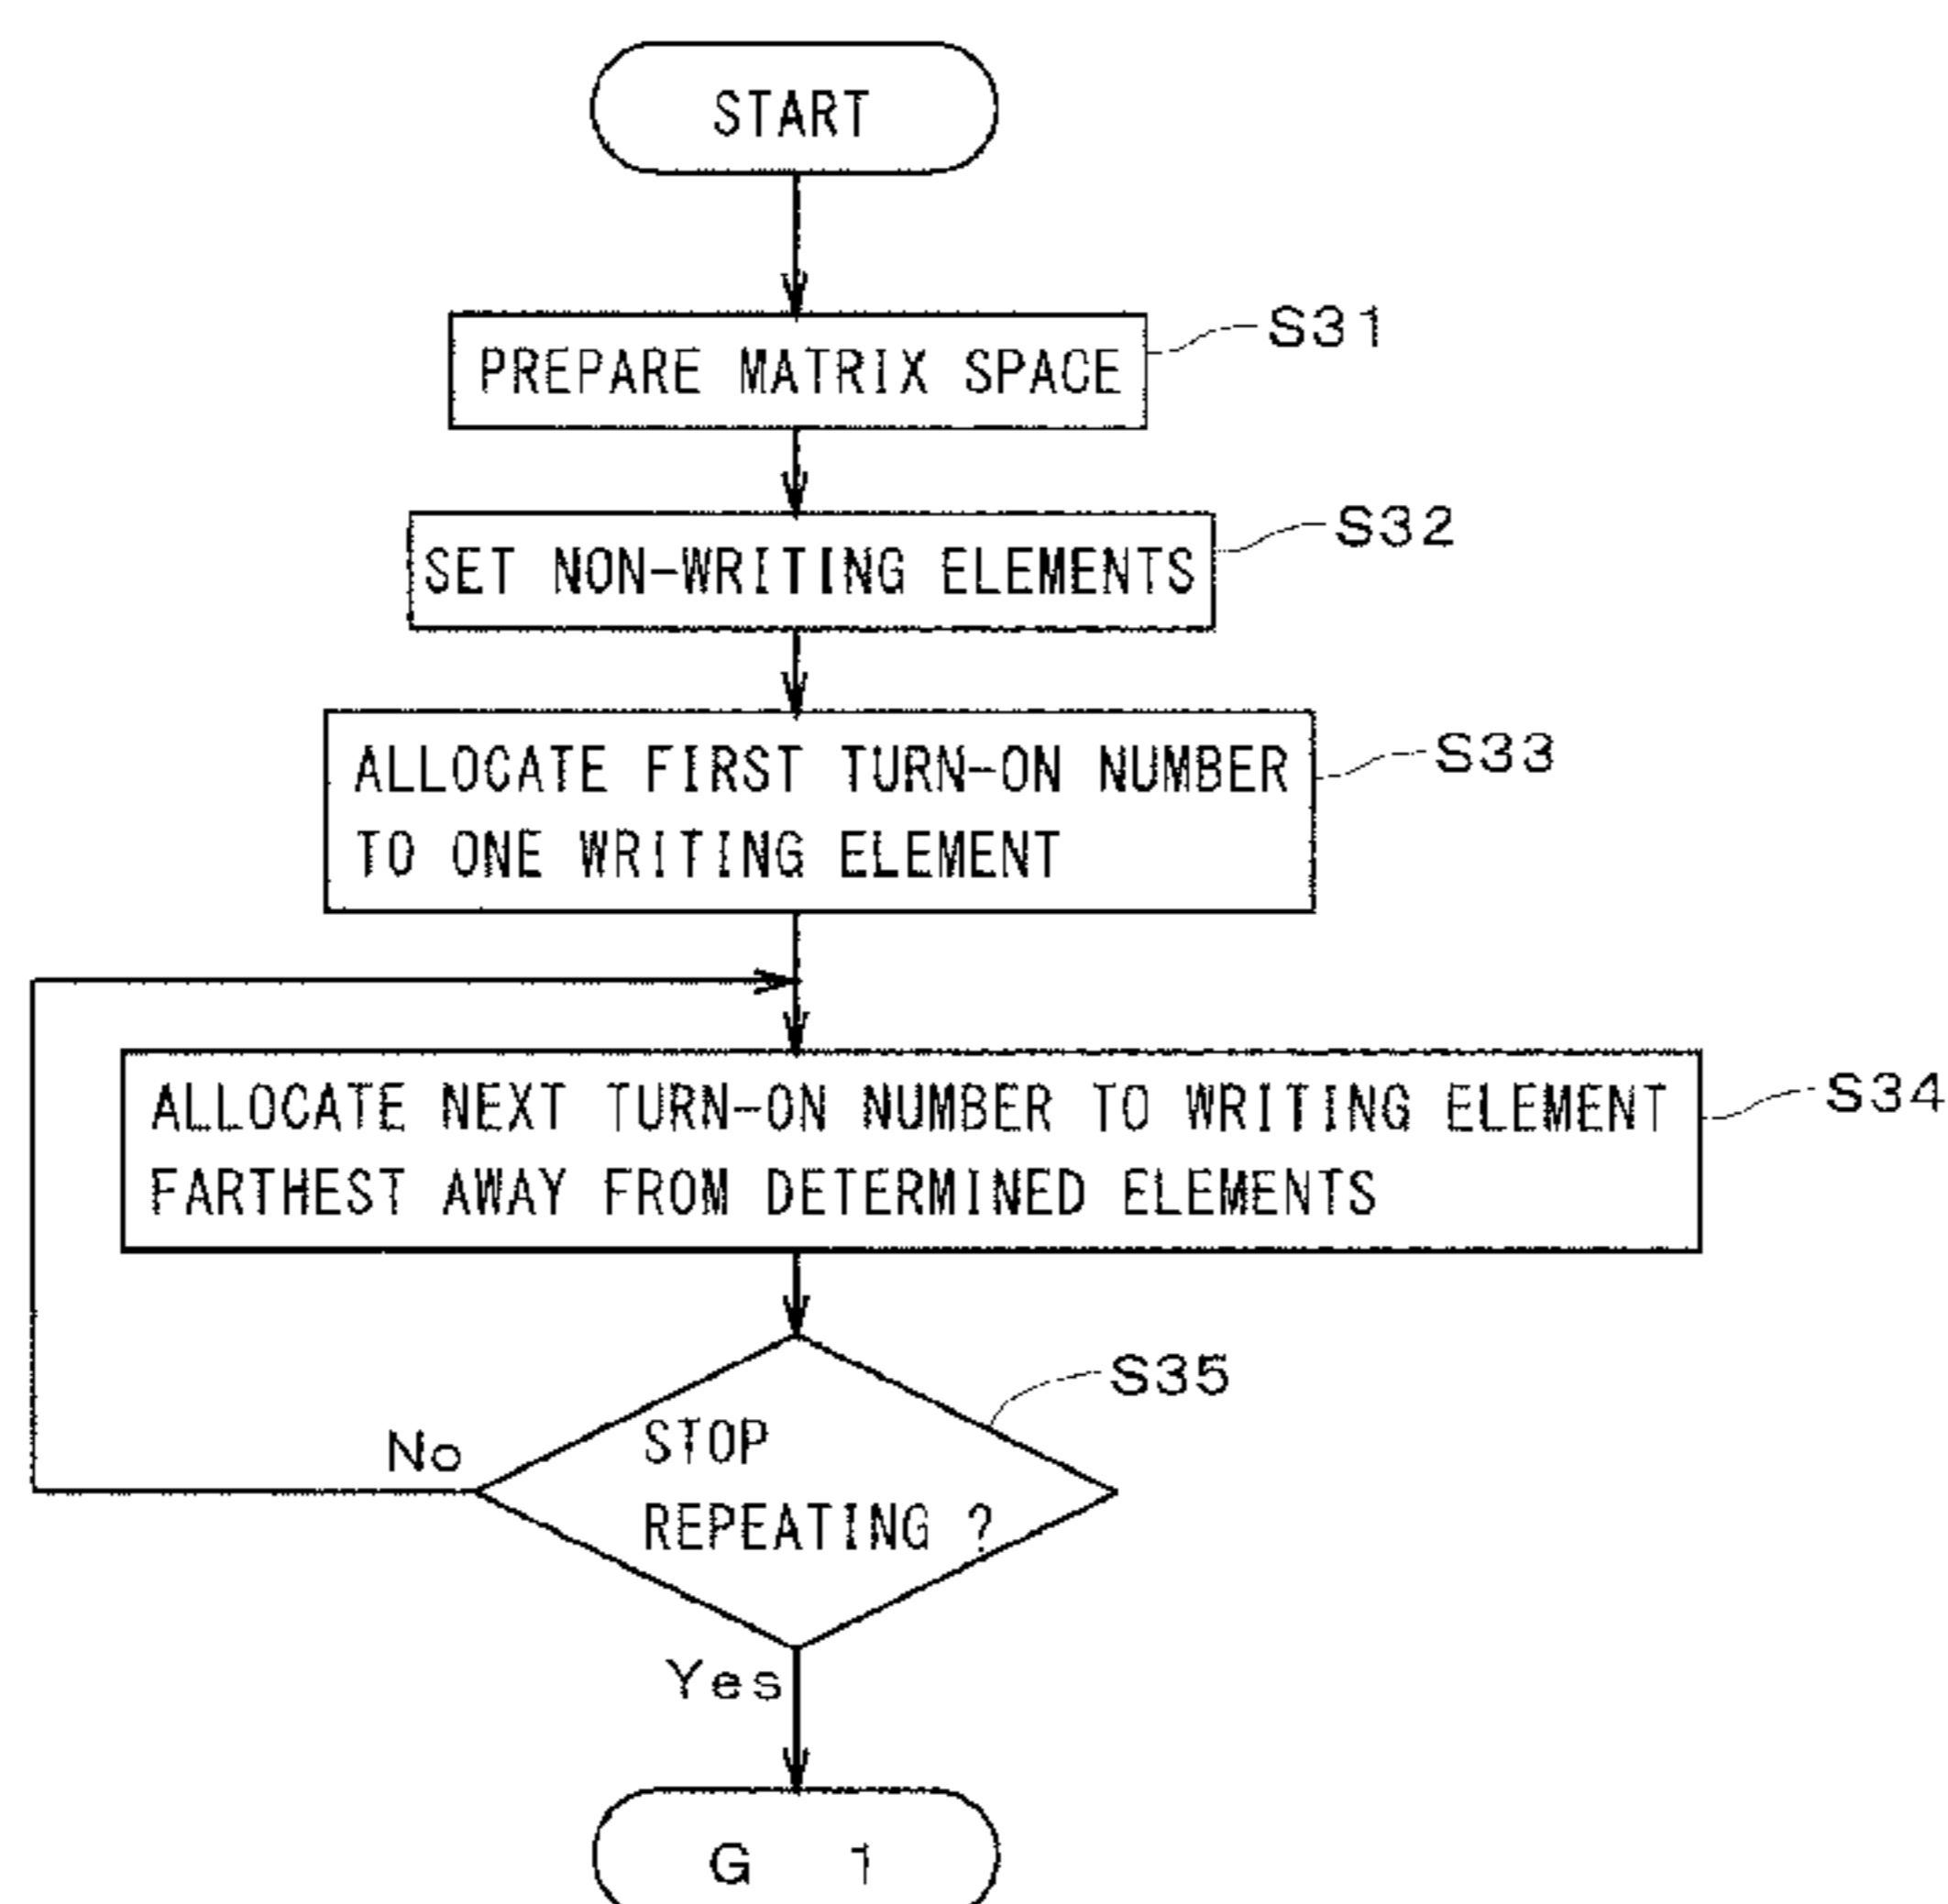 START
PREPARE MATRIX SPACE
S31
SET NON-WRITING ELEMENTS
S32
ALLOCATE FIRST TURN-ON NUMBER
TO ONE WRITING ELEMENT
S33
ALLOCATE NEXT TURN-ON NUMBER TO WRITING ELEMENT
FARTHEST AWAY FROM DETERMINED ELEMENTS
S34
STOP
REPEATING ?
S35
No
Yes
G 1